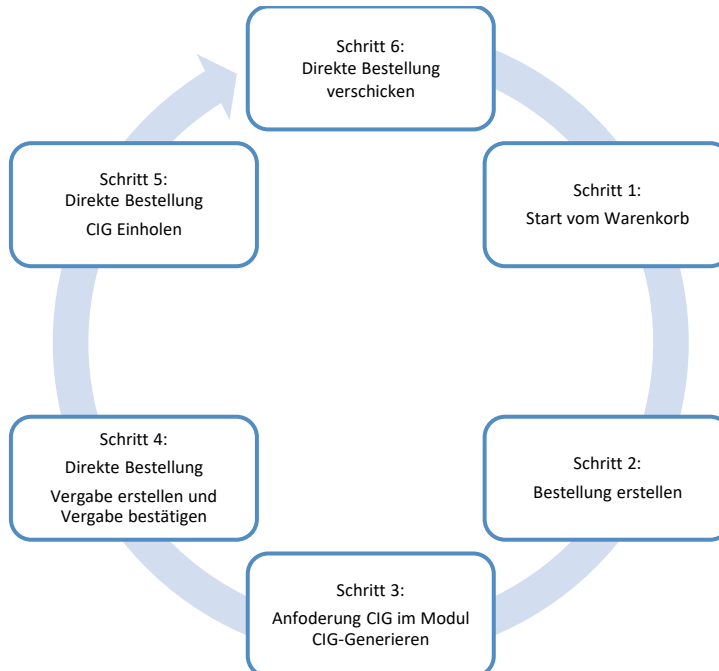 Schritt 6:
Direkte Bestellung
verschicken
Schritt 1:
Start vom Warenkorb
Schritt 2:
Bestellung erstellen
Schritt 3:
Anfoderung CIG im Modul
CIG-Generieren
Schritt 4:
Direkte Bestellung
Vergabe erstellen und
Vergabe bestätigen
Schritt 5:
Direkte Bestellung
CIG Einholen